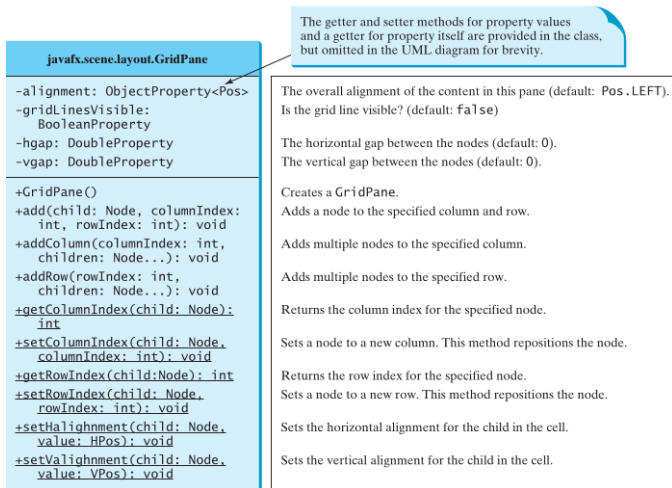 The getter and setter methods for property values
and a getter for property itself are provided in the class,
but omitted in the UML diagram for brevity.
javafx.scene.layout.GridPane
-alignment: ObjectProperty<Pos>
The overall alignment of the content in this pane (default: Pos.LEFT).
-gridLinesVisible:
BooleanProperty
Is the grid line visible? (default: false)
-hgap: DoubleProperty
The horizontal gap between the nodes (default: 0).
-vgap: DoubleProperty
The vertical gap between the nodes (default: 0).
+GridPane()
Creates a GridPane.
+add(child: Node, columnIndex:
int, rowIndex: int): void
Adds a node to the specified column and row.
+addColumn(columnIndex: int,
children: Node...): void
Adds multiple nodes to the specified column.
+addRow(rowIndex: int,
children: Node...): void
Adds multiple nodes to the specified row.
+getColumnIndex(child: Node):
int
Returns the column index for the specified node.
+setColumnIndex(child: Node,
columnIndex: int): void
Sets a node to a new column. This method repositions the node.
+getRowIndex(child:Node): int
Returns the row index for the specified node.
+setRowIndex(child: Node,
rowIndex: int): void
Sets a node to a new row. This method repositions the node.
+setHalighnment(child: Node,
value: HPos): void
Sets the horizontal alignment for the child in the cell.
+setValighnment(child: Node,
value: VPos): void
Sets the vertical alignment for the child in the cell.